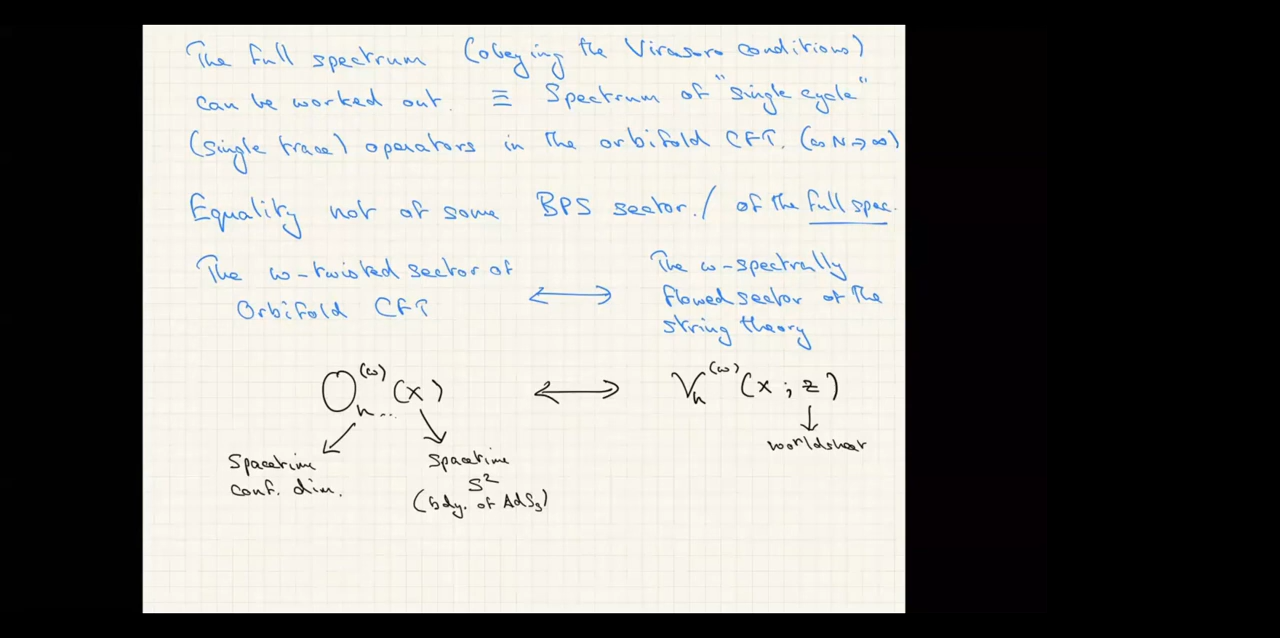 The full spectrum (obeying the Virasoro conditions)
can be worked out. ≡ Spectrum of "single cycle"
(single trace) operators in the orbifold CFT. (as N→∞)
Equality not of some BPS sector / of the full spec.
The w-twisted sector of
Orbifold CFT
⟷
The w-spectrally
flowed sector of the
string theory
O_h...^(w) (x) ⟷ V_h^(w) (x ; z)
worldsheet
Spacetime
conf. dim.
Spacetime
S²
(bdy. of AdS₃)